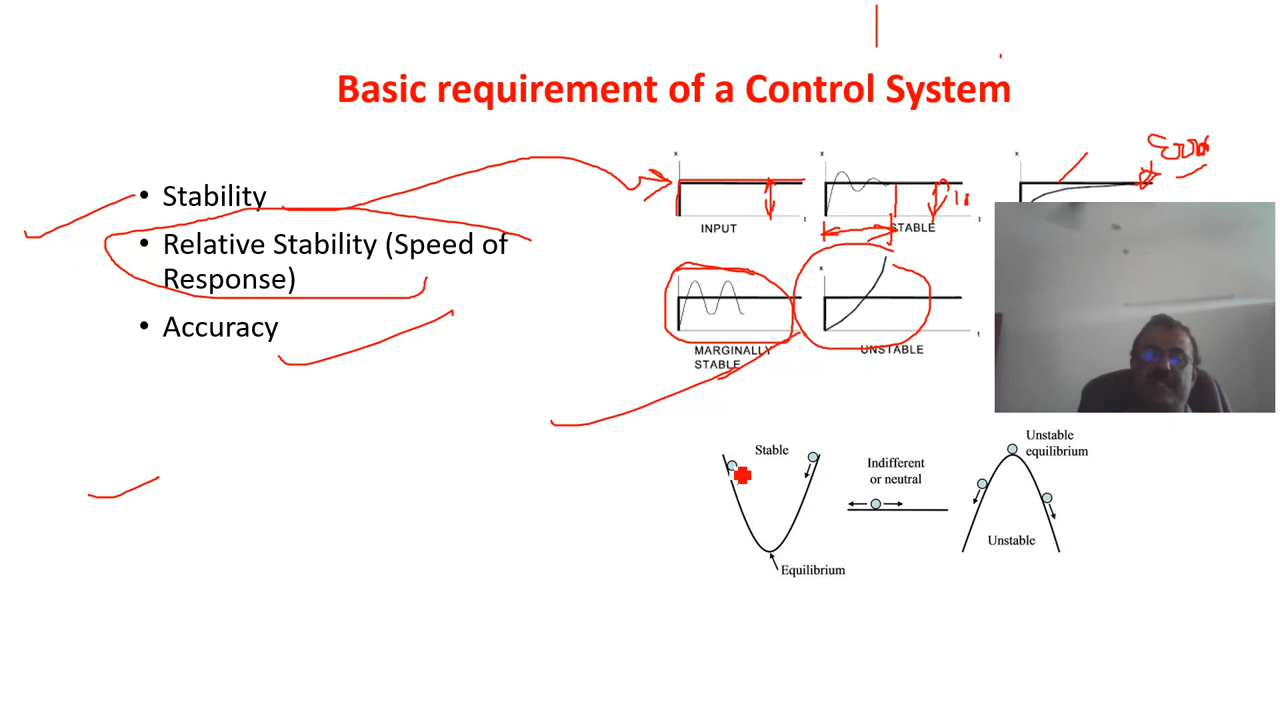 Basic requirement of a Control System
• Stability
• Relative Stability (Speed of
Response)
• Accuracy
x
t
INPUT
x
t
STABLE
x
Error
MARGINALLY
STABLE
x
t
UNSTABLE
Stable
Equilibrium
Indifferent
or neutral
Unstable
equilibrium
Unstable